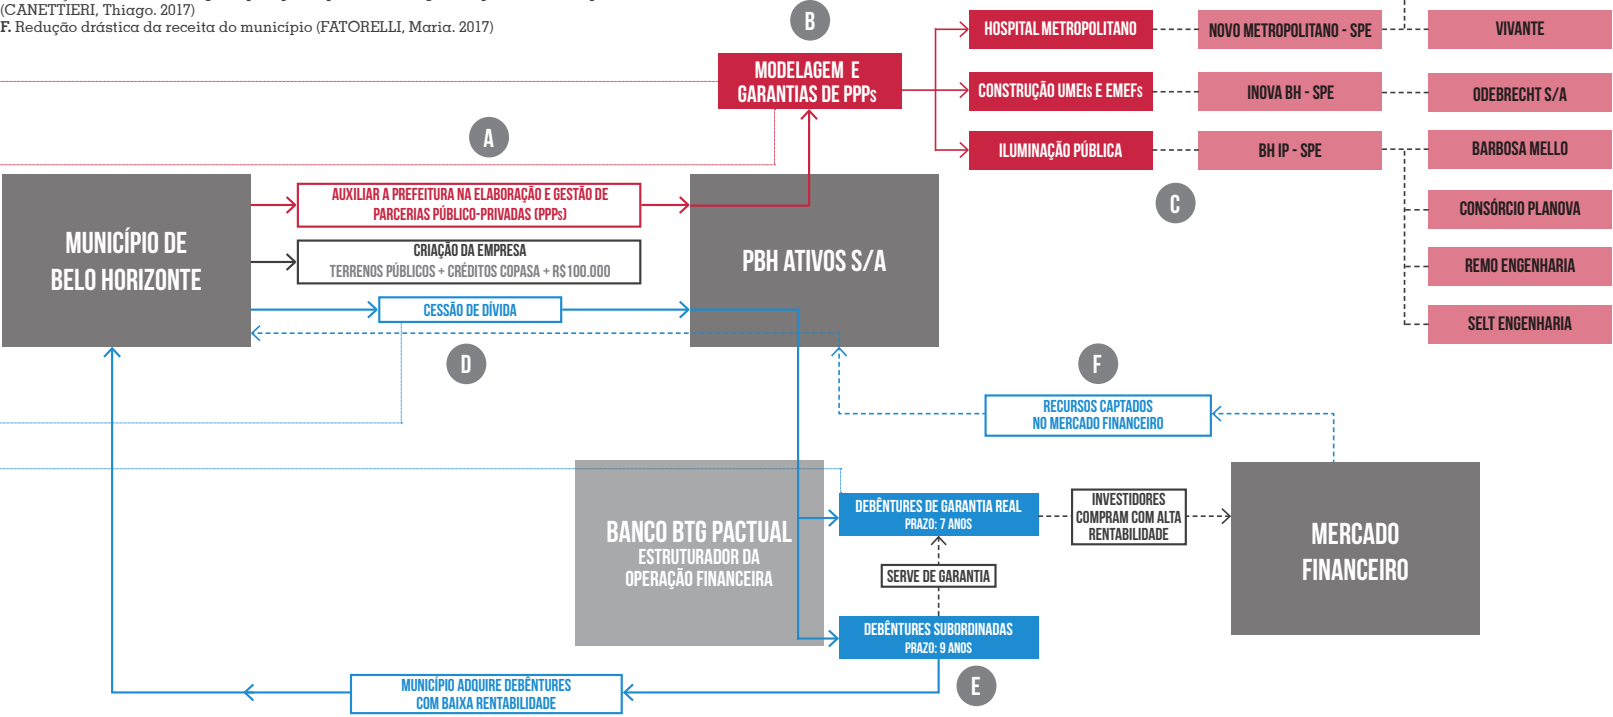 (CANETTIERI, Thiago. 2017)
F. Redução drástica da receita do município (FATORELLI, Maria. 2017)
B
HOSPITAL METROPOLITANO
NOVO METROPOLITANO - SPE
VIVANTE
MODELAGEM E
GARANTIAS DE PPPs
CONSTRUÇÃO UMEIs E EMEFs
INOVA BH - SPE
ODEBRECHT S/A
A
ILUMINAÇÃO PÚBLICA
BH IP - SPE
BARBOSA MELLO
C
CONSÓRCIO PLANOVA
REMO ENGENHARIA
SELT ENGENHARIA
MUNICÍPIO DE
BELO HORIZONTE
AUXILIAR A PREFEITURA NA ELABORAÇÃO E GESTÃO DE
PARCERIAS PÚBLICO-PRIVADAS (PPPs)
CRIAÇÃO DA EMPRESA
TERRENOS PÚBLICOS + CRÉDITOS COPASA + R$100.000
CESSÃO DE DÍVIDA
PBH ATIVOS S/A
D
F
RECURSOS CAPTADOS
NO MERCADO FINANCEIRO
BANCO BTG PACTUAL
ESTRUTURADOR DA
OPERAÇÃO FINANCEIRA
DEBÊNTURES DE GARANTIA REAL
PRAZO: 7 ANOS
INVESTIDORES
COMPRAM COM ALTA
RENTABILIDADE
MERCADO
FINANCEIRO
SERVE DE GARANTIA
DEBÊNTURES SUBORDINADAS
PRAZO: 9 ANOS
E
MUNICÍPIO ADQUIRE DEBÊNTURES
COM BAIXA RENTABILIDADE